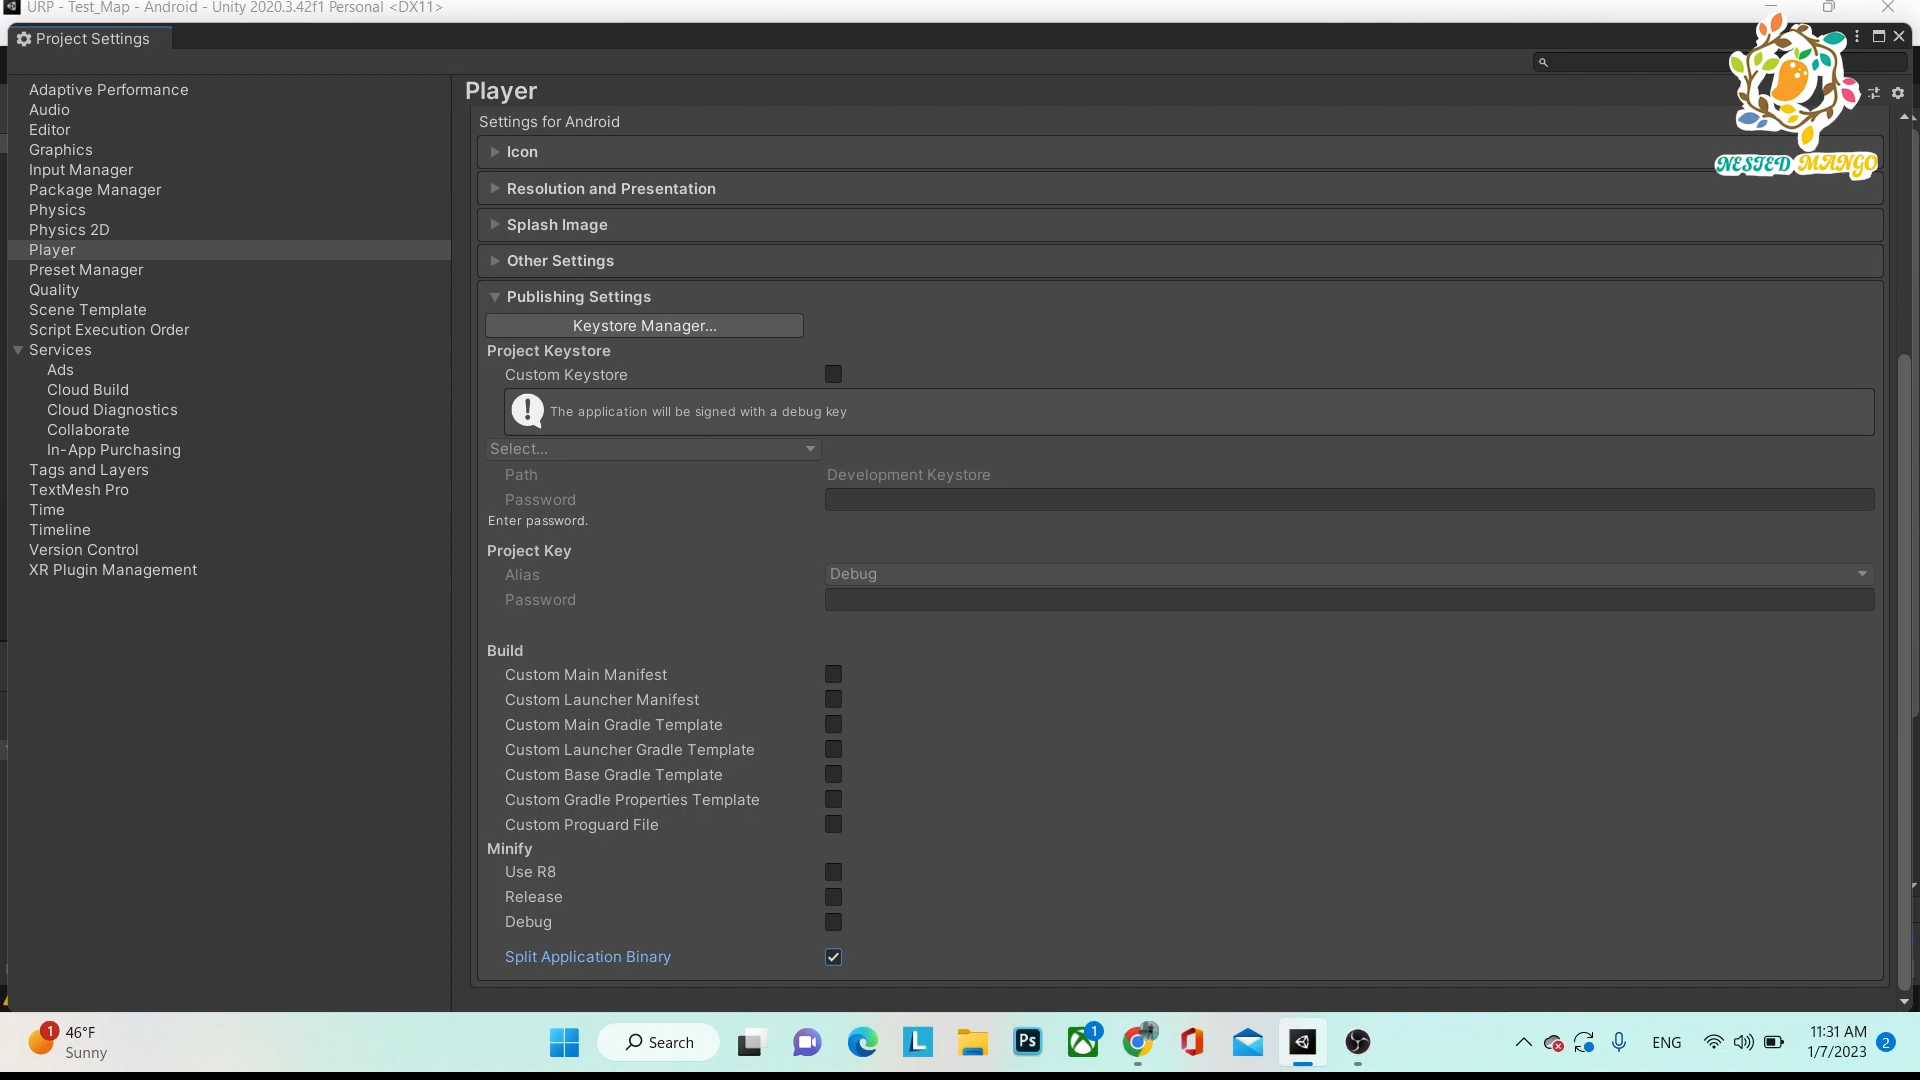 URP - Test_Map - Android - Unity 2020.3.42f1 Personal <DX11>
Project Settings
Adaptive Performance
Audio
Editor
Graphics
Input Manager
Package Manager
Physics
Physics 2D
Player
Preset Manager
Quality
Scene Template
Script Execution Order
Services
Ads
Cloud Build
Cloud Diagnostics
Collaborate
In-App Purchasing
Tags and Layers
TextMesh Pro
Time
Timeline
Version Control
XR Plugin Management
Player
Settings for Android
Icon
Resolution and Presentation
Splash Image
Other Settings
Publishing Settings
Keystore Manager...
Project Keystore
Custom Keystore
The application will be signed with a debug key
Select...
Path Development Keystore
Password
Enter password.
Project Key
Alias Debug
Password
Build
Custom Main Manifest
Custom Launcher Manifest
Custom Main Gradle Template
Custom Launcher Gradle Template
Custom Base Gradle Template
Custom Gradle Properties Template
Custom Proguard File
Minify
Use R8
Release
Debug
Split Application Binary
NESTED MANGO
1
46°F
Sunny
Search
L
Ps
1
ENG
11:31 AM
1/7/2023
2